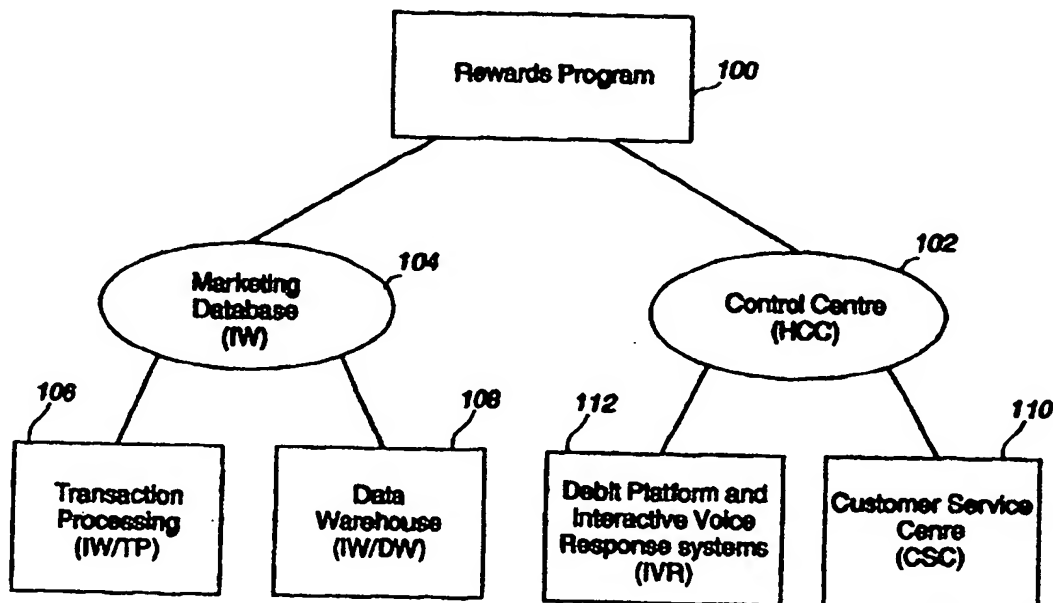 Rewards Program
100
104
102
Marketing
Database
(IW)
Control Centre
(HCC)
106
108
112
110
Transaction
Processing
(IW/TP)
Data
Warehouse
(IW/DW)
Debit Platform and
Interactive Voice
Response systems
(IVR)
Customer Service
Cenre
(CSC)